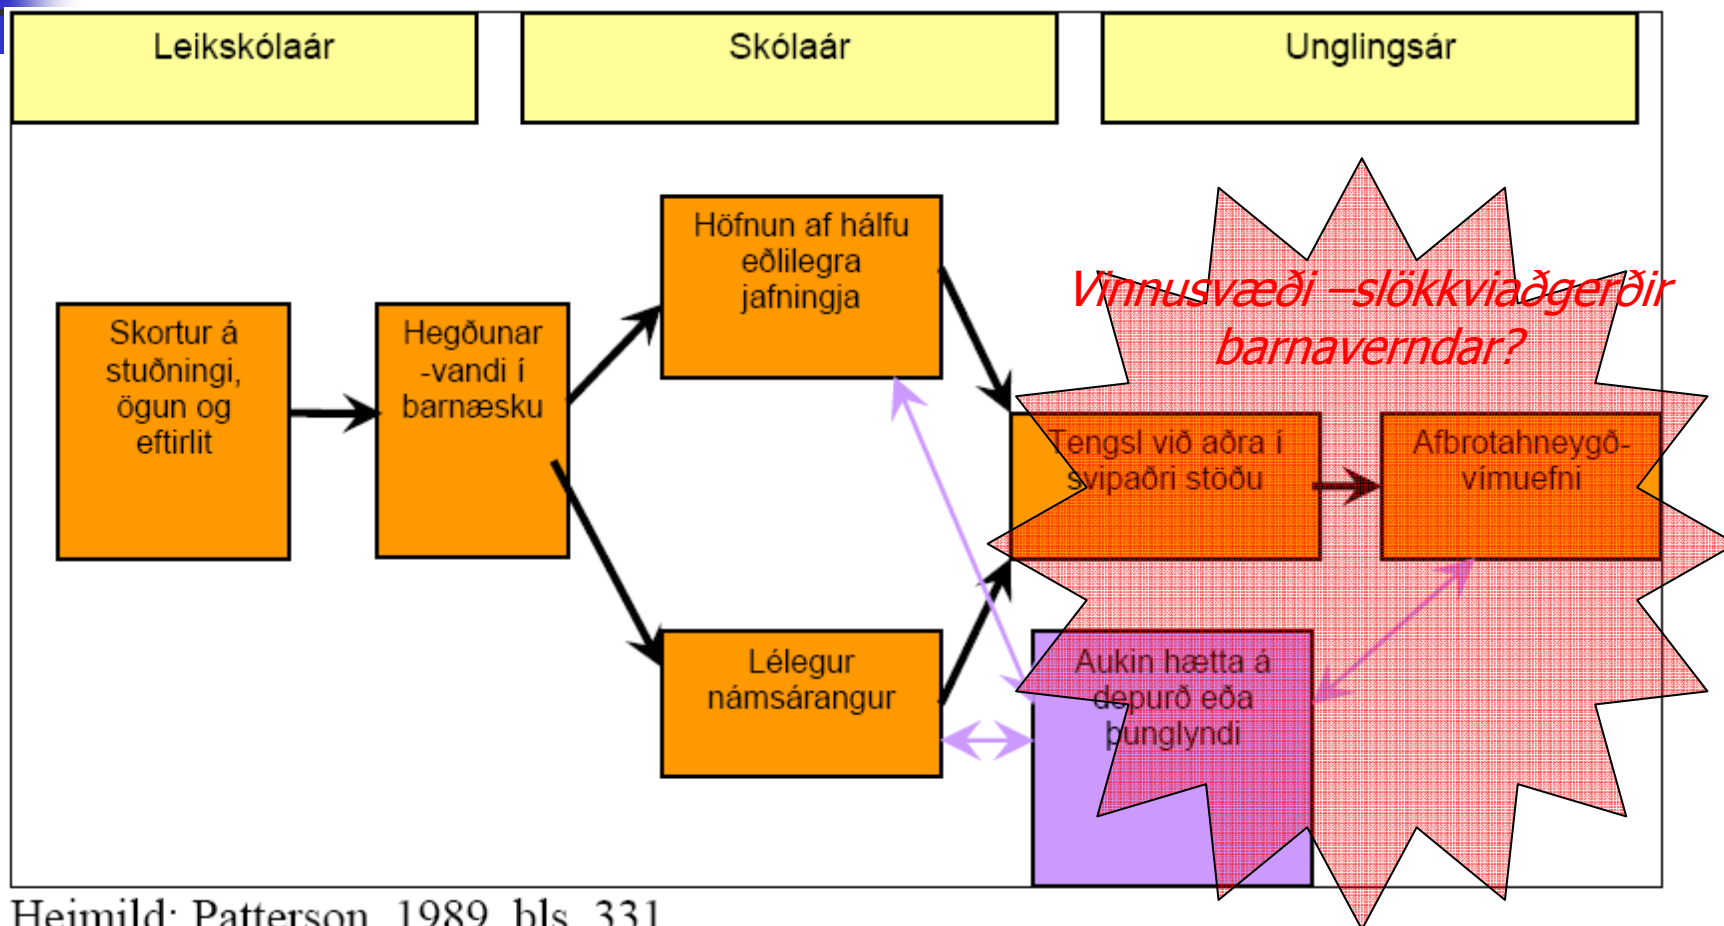 Leikskólaár
Skólaár
Unglingsár
Skortur á
stuðningi,
ögun og
eftirlit
Hegðunar
-vandi í
barnæsku
Höfnun af hálfu
eðlilegra
jafningja
Lélegur
námsárangur
Vinnusvæði –slökkviaðgerðir
barnaverndar?
Tengsl við aðra í
svipaðri stöðu
Afbrotahneygð-
vímuefni
Aukin hætta á
depurð eða
þunglyndi
Heimild: Patterson, 1989, bls. 331